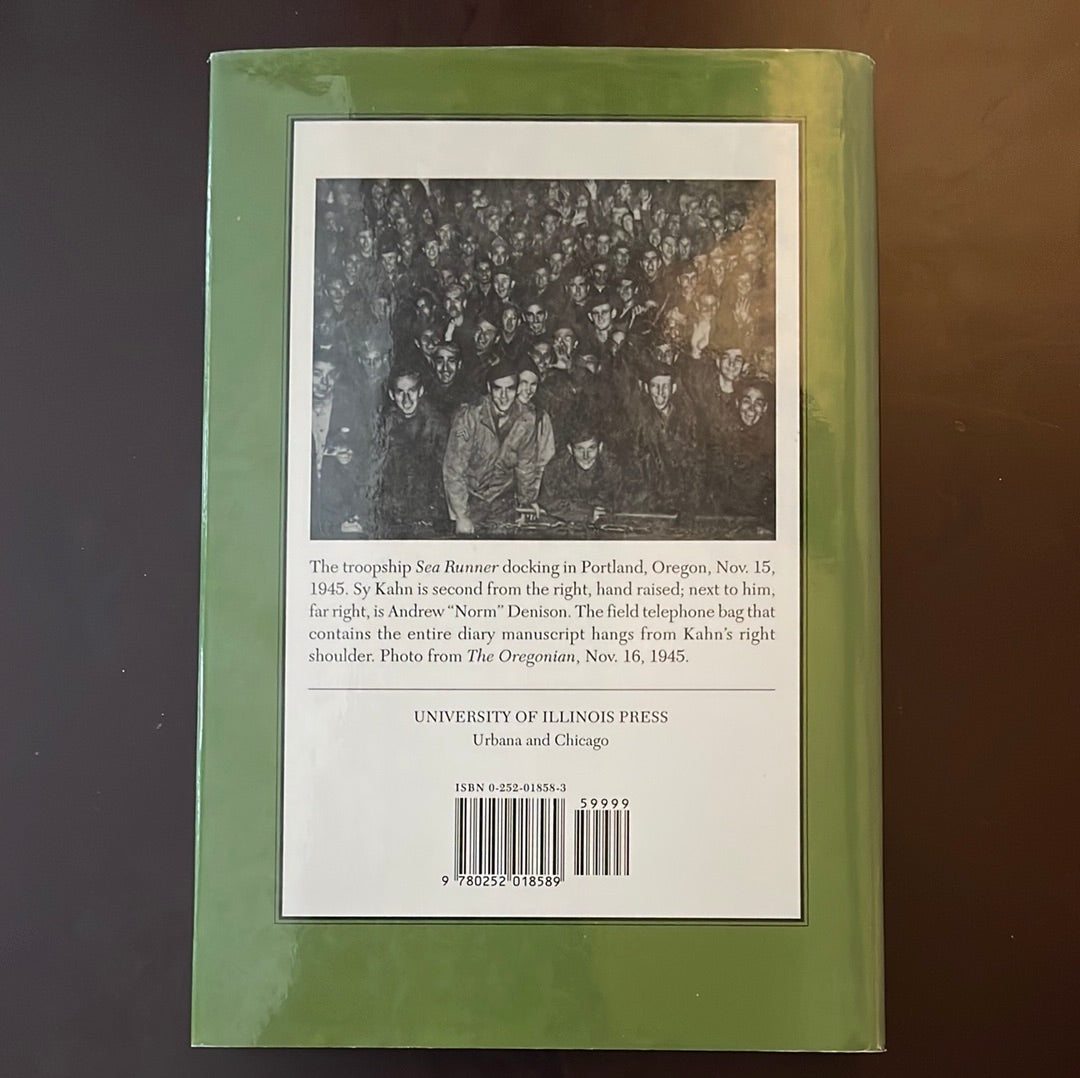 The troopship Sea Runner docking in Portland, Oregon, Nov. 15,
1945. Sy Kahn is second from the right, hand raised; next to him,
far right, is Andrew “Norm” Denison. The field telephone bag that
contains the entire diary manuscript hangs from Kahn’s right
shoulder. Photo from The Oregonian, Nov. 16, 1945.
UNIVERSITY OF ILLINOIS PRESS
Urbana and Chicago
ISBN 0-252-01858-3
59999
9 780252 018589